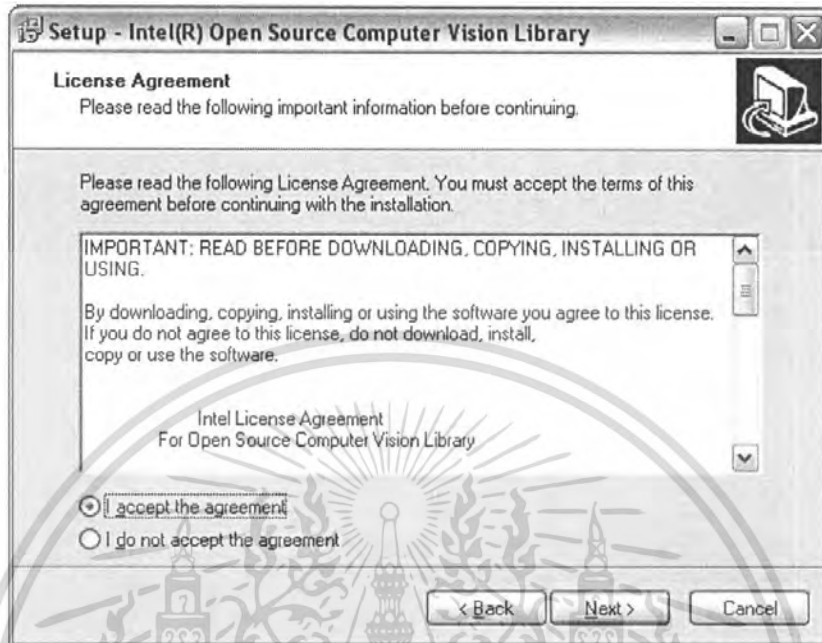 Setup - Intel(R) Open Source Computer Vision Library
License Agreement
Please read the following important information before continuing.
Please read the following License Agreement. You must accept the terms of this
agreement before continuing with the installation.
IMPORTANT: READ BEFORE DOWNLOADING, COPYING, INSTALLING OR
USING.
By downloading, copying, installing or using the software you agree to this license.
If you do not agree to this license, do not download, install,
copy or use the software.
Intel License Agreement
For Open Source Computer Vision Library
I accept the agreement
I do not accept the agreement
< Back
Next >
Cancel